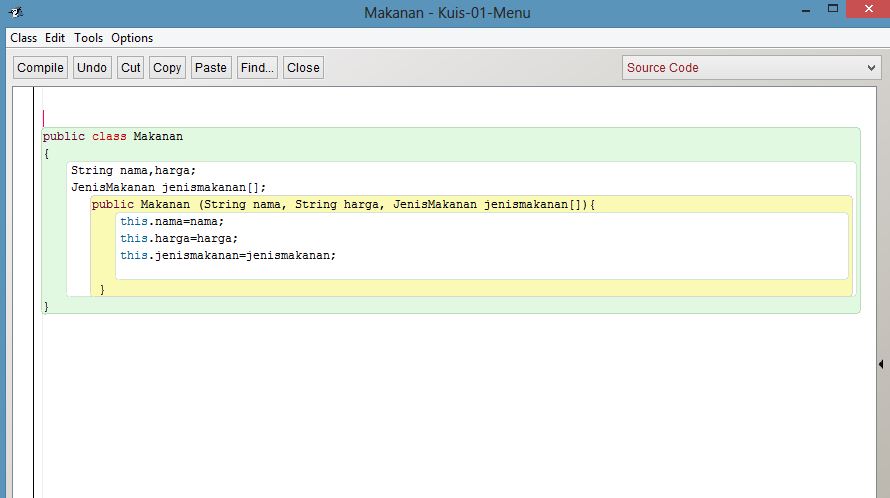 Makanan - Kuis-01-Menu
Class Edit Tools Options
Compile Undo Cut Copy Paste Find... Close Source Code
public class Makanan
{
String nama,harga;
JenisMakanan jenismakanan[];
public Makanan (String nama, String harga, JenisMakanan jenismakanan[]){
this.nama=nama;
this.harga=harga;
this.jenismakanan=jenismakanan;
}
}